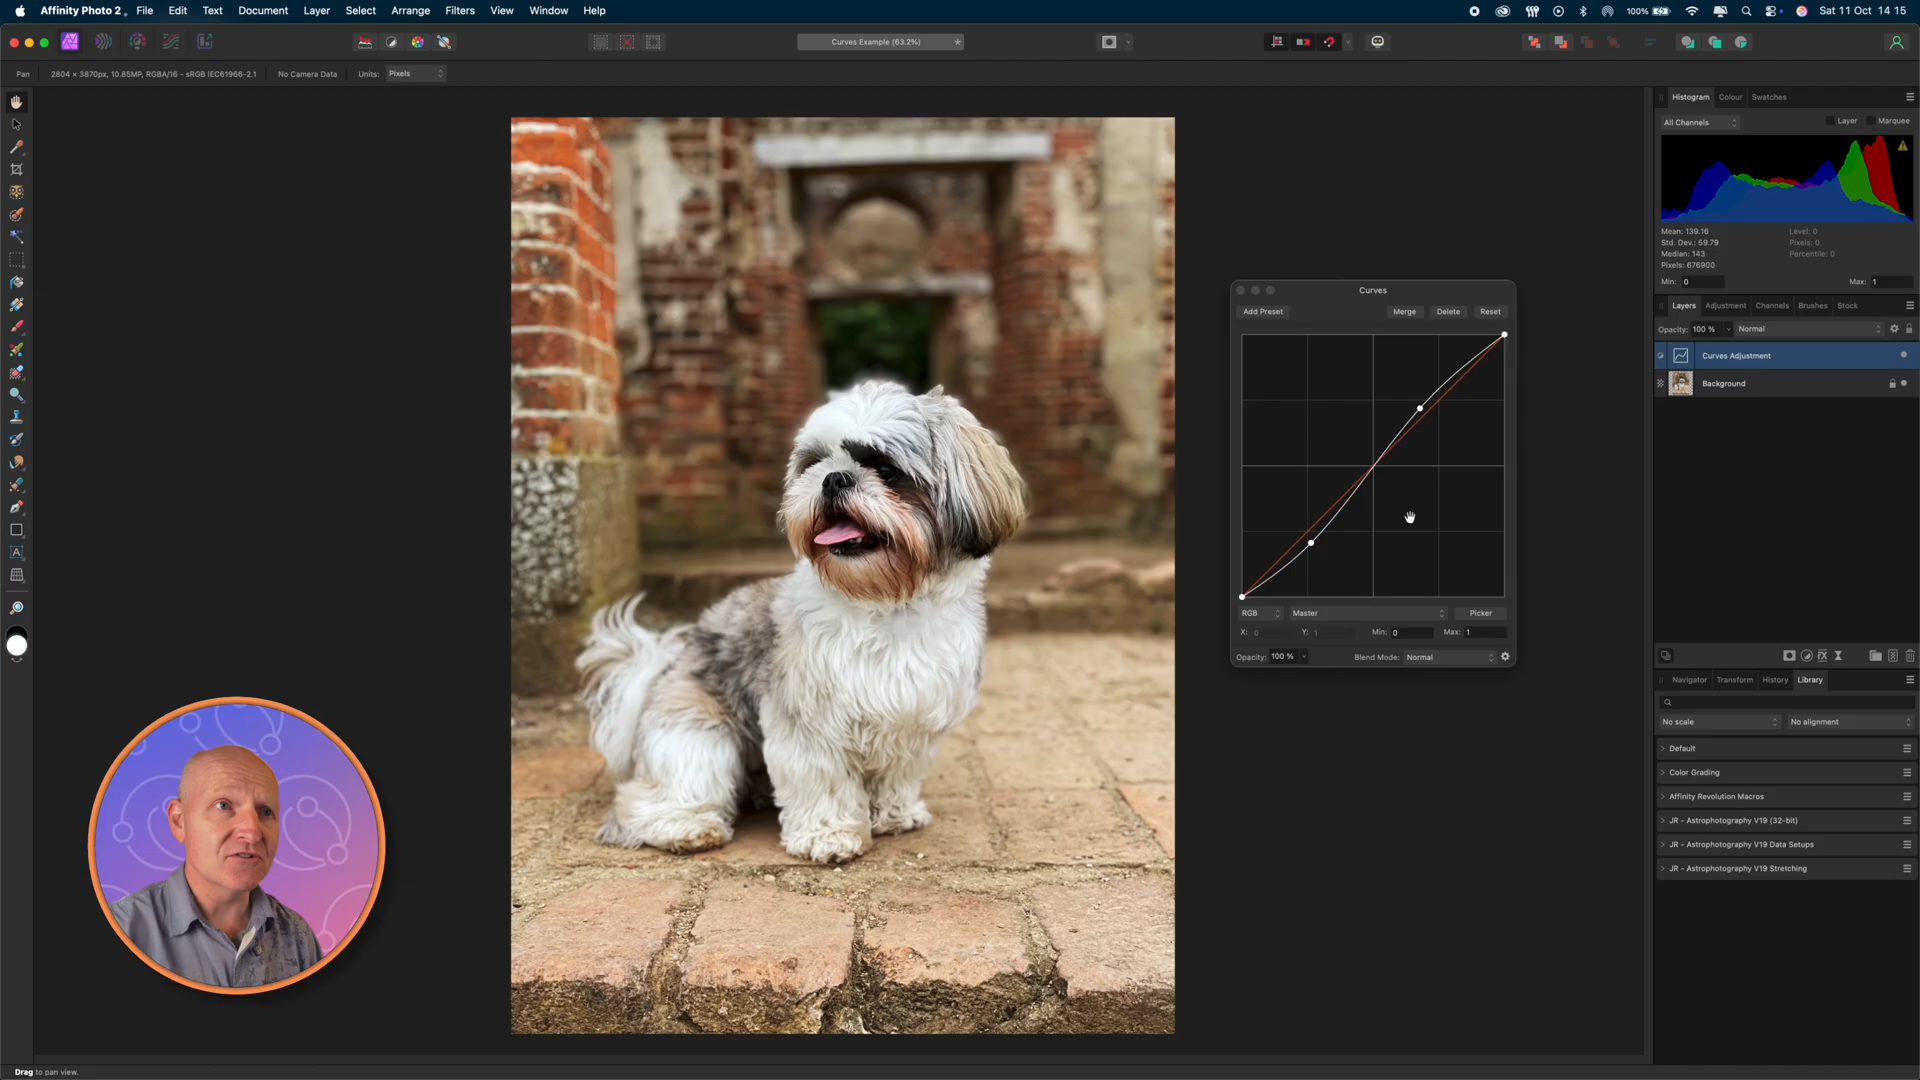 Affinity Photo 2 File Edit Text Document Layer Select Arrange Filters View Window Help 100% Sat 11 Oct 14 15
Curves Example (63.2%)
Pan 2804 × 3870px, 10.85MP, RGBA/16 - sRGB IEC61966-2.1 No Camera Data Units: Pixels
Histogram Colour Swatches
All Channels Layer Marquee
Mean: 139.16 Level: 0
Std. Dev.: 59.79 Pixels: 0
Median: 143 Percentile: 0
Pixels: 676900
Min: 0 Max: 1
Curves
Add Preset Merge Delete Reset
RGB Master Picker
X: 0 Y: 1 Min: 0 Max: 1
Opacity: 100 % Blend Mode: Normal
Layers Adjustment Channels Brushes Stock
Opacity: 100 % Normal
Curves Adjustment
Background
Navigator Transform History Library
No scale No alignment
Default
Color Grading
Affinity Revolution Macros
JR - Astrophotography V19 (32-bit)
JR - Astrophotography V19 Data Setups
JR - Astrophotography V19 Stretching
Drag to pan view.